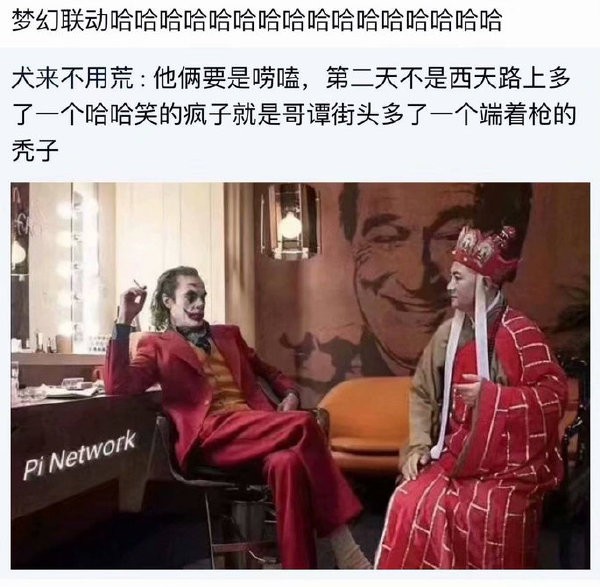 梦幻联动哈哈哈哈哈哈哈哈哈哈哈哈哈哈哈哈
犬来不用荒：他俩要是唠嗑，第二天不是西天路上多
了一个哈哈笑的疯子就是哥谭街头多了一个端着枪的
秃子
Pi Network